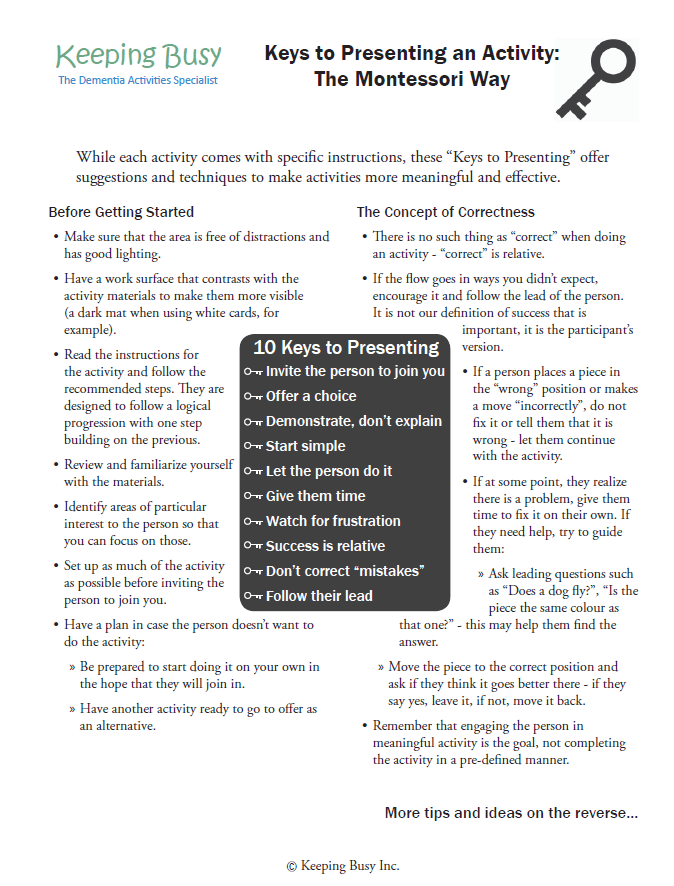 Keeping Busy
The Dementia Activities Specialist
Keys to Presenting an Activity:
The Montessori Way
While each activity comes with specific instructions, these “Keys to Presenting” offer
suggestions and techniques to make activities more meaningful and effective.
Before Getting Started
• Make sure that the area is free of distractions and
has good lighting.
• Have a work surface that contrasts with the
activity materials to make them more visible
(a dark mat when using white cards, for
example).
• Read the instructions for
the activity and follow the
recommended steps. They are
designed to follow a logical
progression with one step
building on the previous.
• Review and familiarize yourself
with the materials.
• Identify areas of particular
interest to the person so that
you can focus on those.
• Set up as much of the activity
as possible before inviting the
person to join you.
• Have a plan in case the person doesn’t want to
do the activity:
» Be prepared to start doing it on your own in
the hope that they will join in.
» Have another activity ready to go to offer as
an alternative.
10 Keys to Presenting
Invite the person to join you
Offer a choice
Demonstrate, don’t explain
Start simple
Let the person do it
Give them time
Watch for frustration
Success is relative
Don’t correct “mistakes”
Follow their lead
The Concept of Correctness
• There is no such thing as “correct” when doing
an activity - “correct” is relative.
• If the flow goes in ways you didn’t expect,
encourage it and follow the lead of the person.
It is not our definition of success that is
important, it is the participant’s
version.
• If a person places a piece in
the “wrong” position or makes
a move “incorrectly”, do not
fix it or tell them that it is
wrong - let them continue
with the activity.
• If at some point, they realize
there is a problem, give them
time to fix it on their own. If
they need help, try to guide
them:
» Ask leading questions such
as “Does a dog fly?”, “Is the
piece the same colour as
that one?” - this may help them find the
answer.
» Move the piece to the correct position and
ask if they think it goes better there - if they
say yes, leave it, if not, move it back.
• Remember that engaging the person in
meaningful activity is the goal, not completing
the activity in a pre-defined manner.
More tips and ideas on the reverse...
© Keeping Busy Inc.